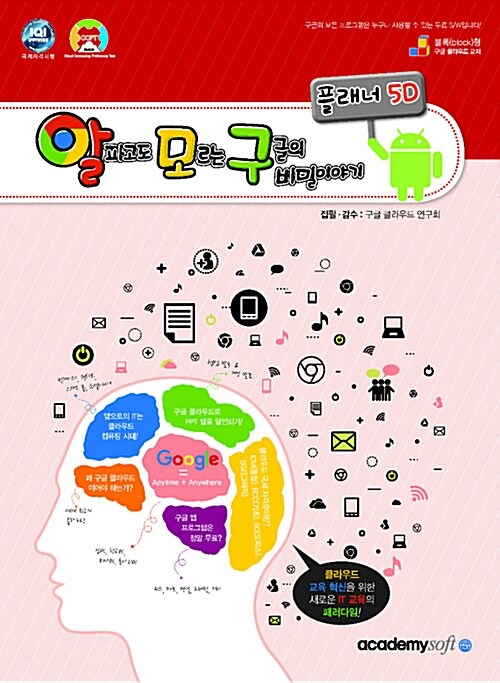 구글의 모든 프로그램은 누구나 사용할 수 있는 무료 S/W입니다!
IQI
국제자격시험
CCPT
Cloud Computing Proficiency Test
블록(block)형
구글 클라우드 교재
플래너 5D
알파고도 모르는 구글의
비밀이야기
집필·감수 : 구글 클라우드 연구회
앞으로의 IT는
클라우드
컴퓨팅 시대!
구글 클라우드로
PPT 발표 달인되기!
왜 구글 클라우드
이어야 하는가?
Google
=
Anytime + Anywhere
구글 앱
프로그램은
정말 무료?
클라우드
교육 혁신을 위한
새로운 IT 교육의
패러다임!
academysoft